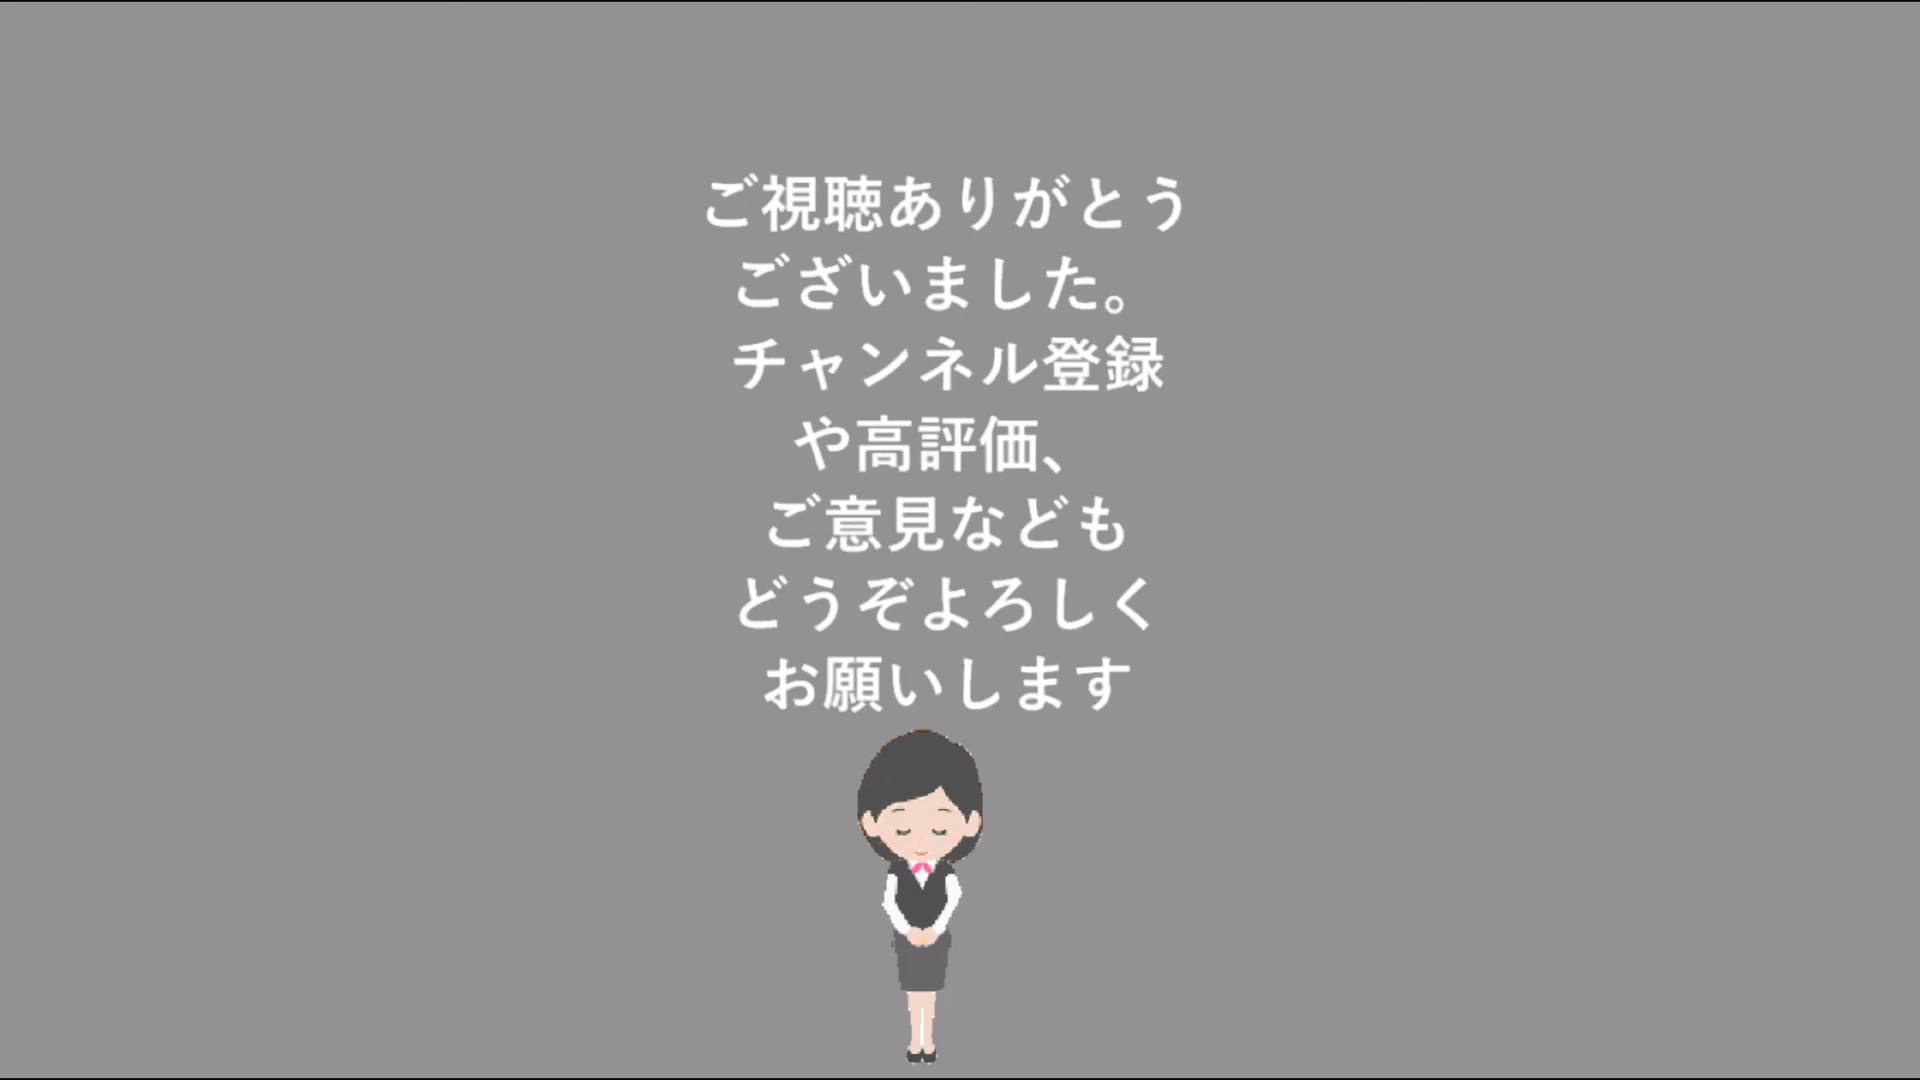 ご視聴ありがとう
ございました。
チャンネル登録
や高評価、
ご意見なども
どうぞよろしく
お願いします